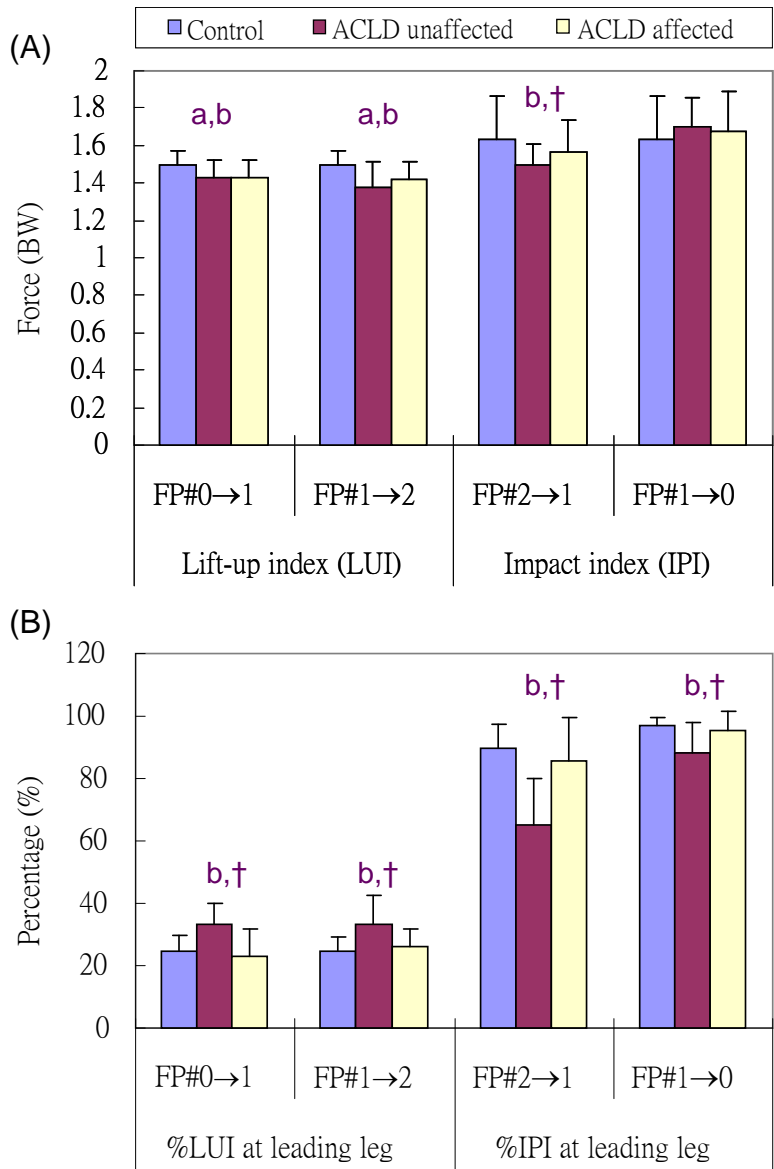 Control ACLD unaffected ACLD affected
(A)
2
1.8
1.6
1.4
1.2
1
0.8
0.6
0.4
0.2
0
Force (BW)
a,b a,b b,† 
FP#0→1 FP#1→2 FP#2→1 FP#1→0
Lift-up index (LUI) Impact index (IPI)
(B)
120
100
80
60
40
20
0
Percentage (%)
b,† b,† b,† b,†
FP#0→1 FP#1→2 FP#2→1 FP#1→0
%LUI at leading leg %IPI at leading leg